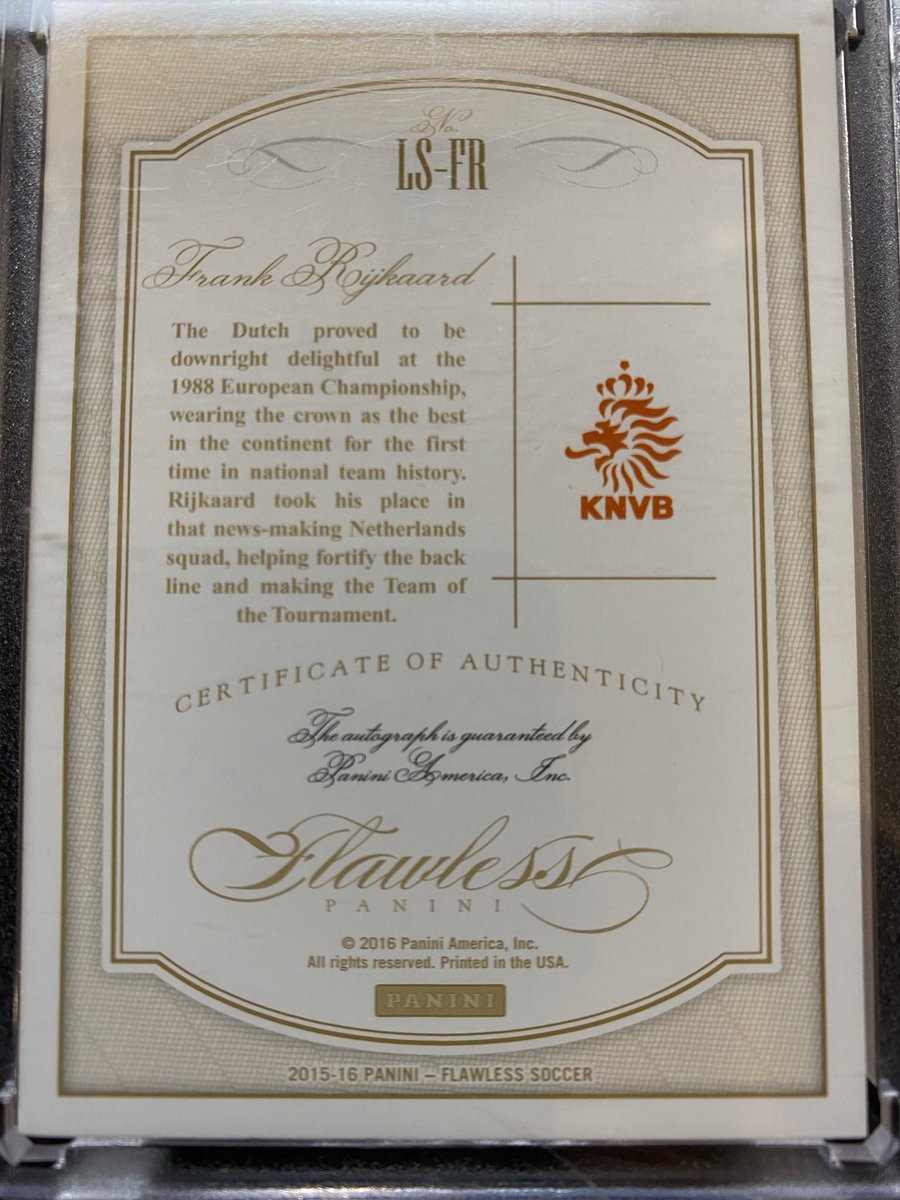 No.
LS-FR
Frank Rijkaard
The Dutch proved to be
downright delightful at the
1988 European Championship,
wearing the crown as the best
in the continent for the first
time in national team history.
Rijkaard took his place in
that news-making Netherlands
squad, helping fortify the back
line and making the Team of
the Tournament.
KNVB
CERTIFICATE OF AUTHENTICITY
The autograph is guaranteed by
Panini America, Inc.
Flawless
PANINI
© 2016 Panini America, Inc.
All rights reserved. Printed in the USA.
PANINI
2015-16 PANINI – FLAWLESS SOCCER